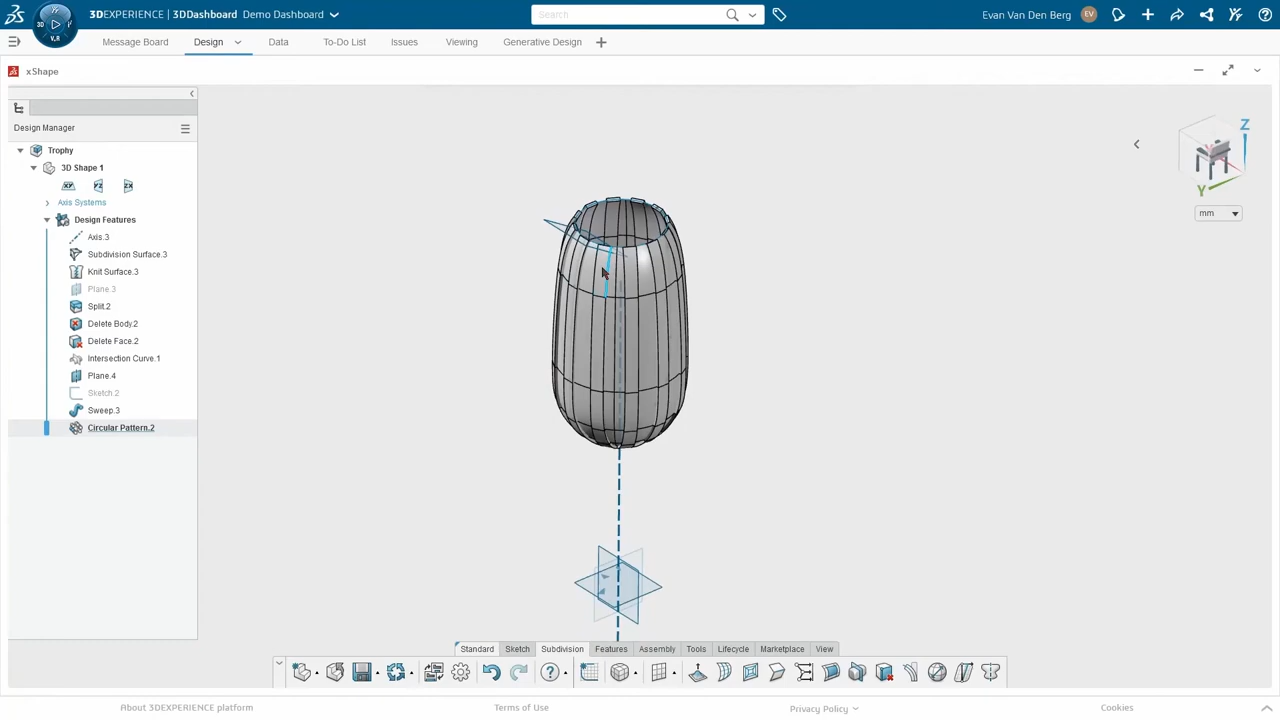 3DEXPERIENCE | 3DDashboard Demo Dashboard
Search
Evan Van Den Berg EV
3D V.R
Message Board Design Data To-Do List Issues Viewing Generative Design
xShape
Design Manager
Trophy
3D Shape 1
XY YZ ZX
Axis Systems
Design Features
Axis.3
Subdivision Surface.3
Knit Surface.3
Plane.3
Split.2
Delete Body.2
Delete Face.2
Intersection Curve.1
Plane.4
Sketch.2
Sweep.3
Circular Pattern.2
Z
Y
mm
Standard Sketch Subdivision Features Assembly Tools Lifecycle Marketplace View
About 3DEXPERIENCE platform Terms of Use Privacy Policy Cookies